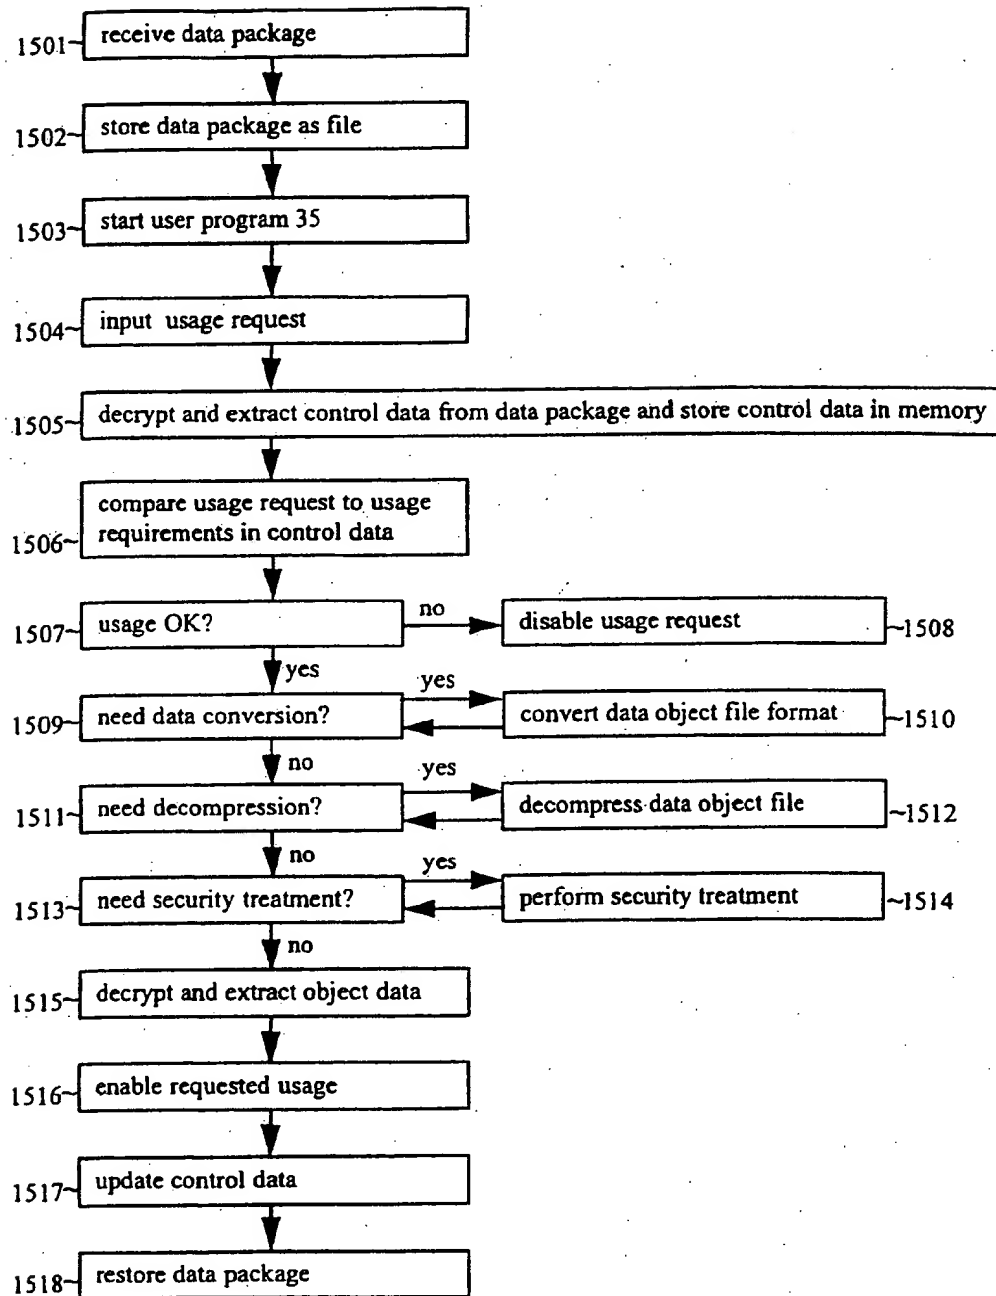 1501~ receive data package
1502~ store data package as file
1503~ start user program 35
1504~ input usage request
1505~ decrypt and extract control data from data package and store control data in memory
1506~ compare usage request to usage
requirements in control data
1507~ usage OK?
no
disable usage request ~1508
yes
1509~ need data conversion?
yes
convert data object file format ~1510
no
1511~ need decompression?
yes
decompress data object file ~1512
no
1513~ need security treatment?
yes
perform security treatment ~1514
no
1515~ decrypt and extract object data
1516~ enable requested usage
1517~ update control data
1518~ restore data package